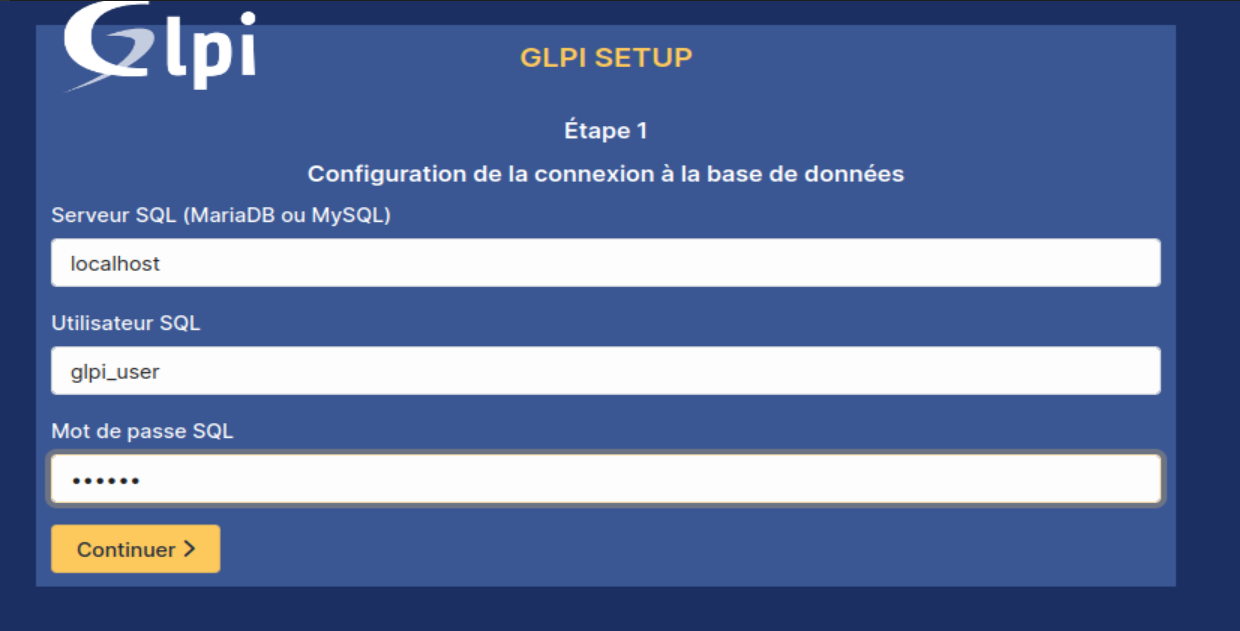 Glpi
GLPI SETUP
Étape 1
Configuration de la connexion à la base de données
Serveur SQL (MariaDB ou MySQL)
localhost
Utilisateur SQL
glpi_user
Mot de passe SQL
••••••
Continuer >